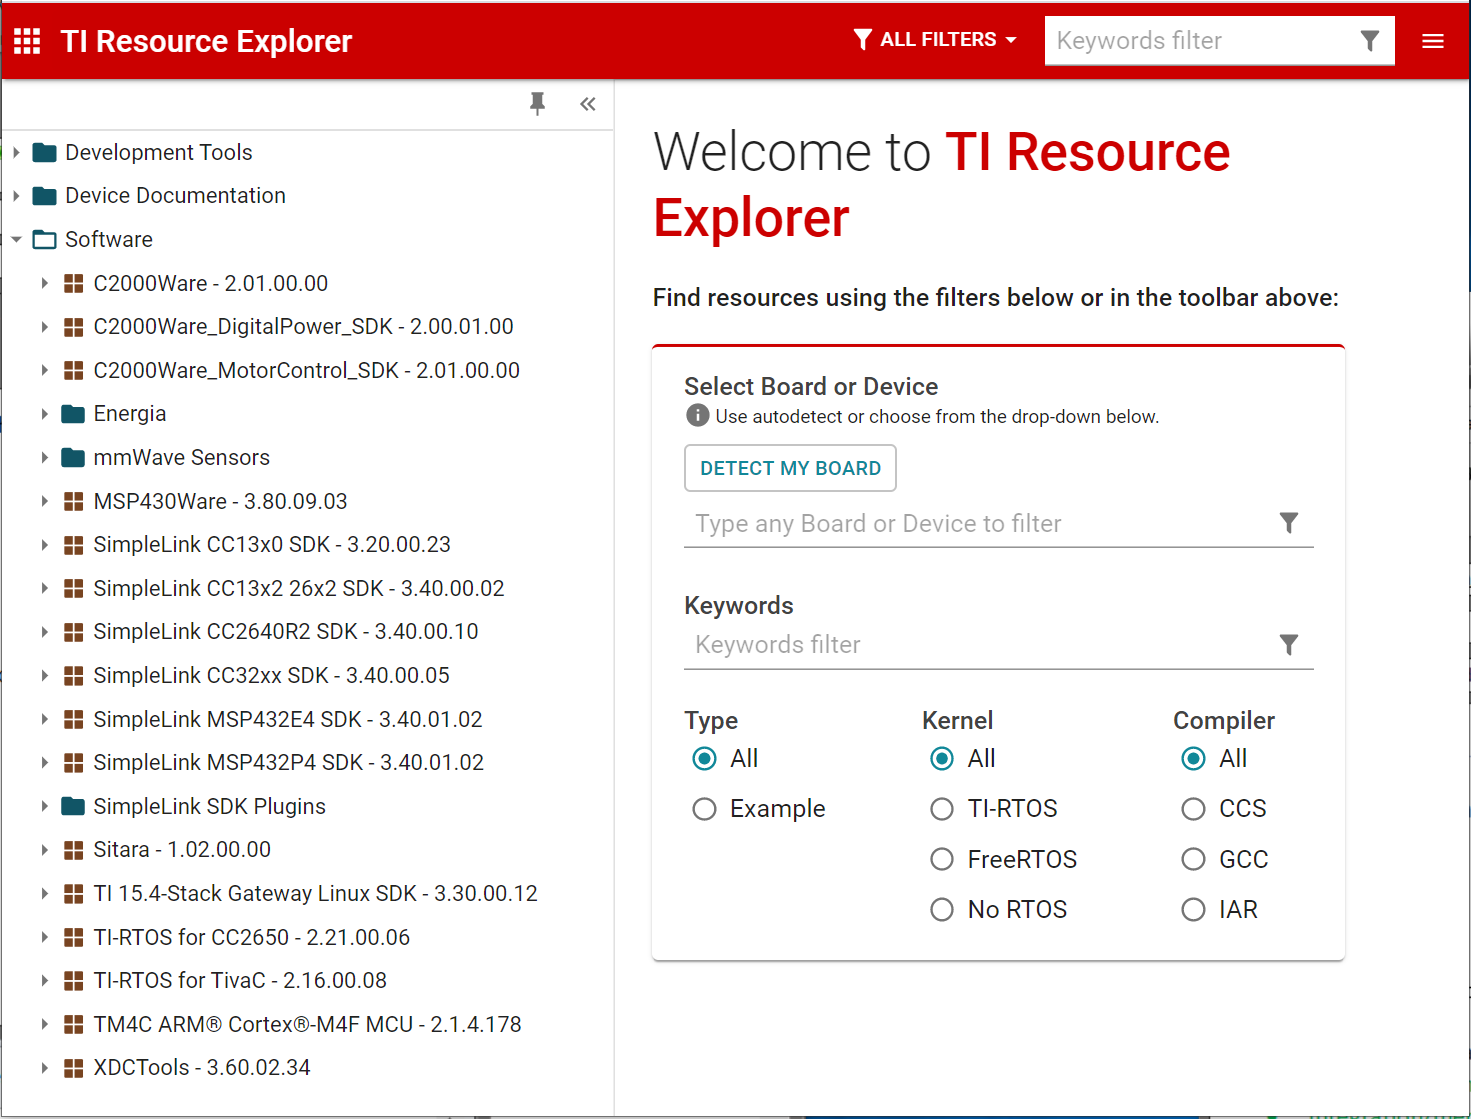 TI Resource Explorer
ALL FILTERS
Keywords filter
Development Tools
Device Documentation
Software
C2000Ware - 2.01.00.00
C2000Ware_DigitalPower_SDK - 2.00.01.00
C2000Ware_MotorControl_SDK - 2.01.00.00
Energia
mmWave Sensors
MSP430Ware - 3.80.09.03
SimpleLink CC13x0 SDK - 3.20.00.23
SimpleLink CC13x2 26x2 SDK - 3.40.00.02
SimpleLink CC2640R2 SDK - 3.40.00.10
SimpleLink CC32xx SDK - 3.40.00.05
SimpleLink MSP432E4 SDK - 3.40.01.02
SimpleLink MSP432P4 SDK - 3.40.01.02
SimpleLink SDK Plugins
Sitara - 1.02.00.00
TI 15.4-Stack Gateway Linux SDK - 3.30.00.12
TI-RTOS for CC2650 - 2.21.00.06
TI-RTOS for TivaC - 2.16.00.08
TM4C ARM® Cortex®-M4F MCU - 2.1.4.178
XDCTools - 3.60.02.34
Welcome to TI Resource
Explorer
Find resources using the filters below or in the toolbar above:
Select Board or Device
Use autodetect or choose from the drop-down below.
DETECT MY BOARD
Type any Board or Device to filter
Keywords
Keywords filter
Type
All
Example
Kernel
All
TI-RTOS
FreeRTOS
No RTOS
Compiler
All
CCS
GCC
IAR